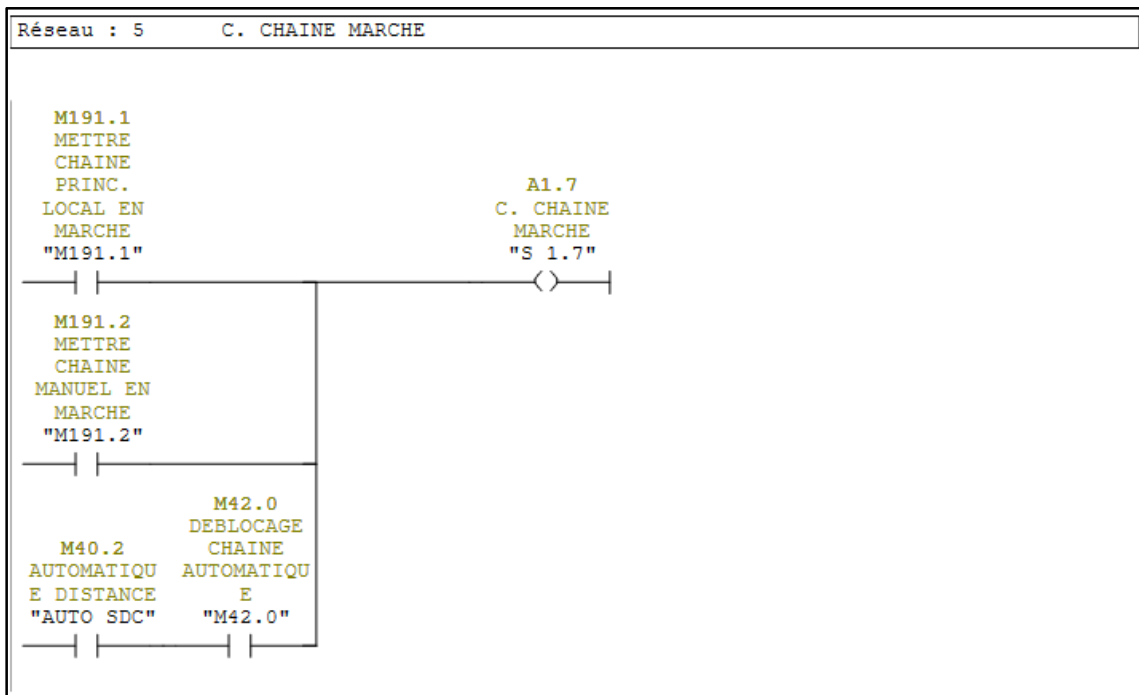 Réseau : 5 C. CHAINE MARCHE
M191.1
METTRE
CHAINE
PRINC.
LOCAL EN
MARCHE
"M191.1"
A1.7
C. CHAINE
MARCHE
"S 1.7"
M191.2
METTRE
CHAINE
MANUEL EN
MARCHE
"M191.2"
M40.2
AUTOMATIQU
E DISTANCE
"AUTO SDC"
M42.0
DEBLOCAGE
CHAINE
AUTOMATIQU
E
"M42.0"